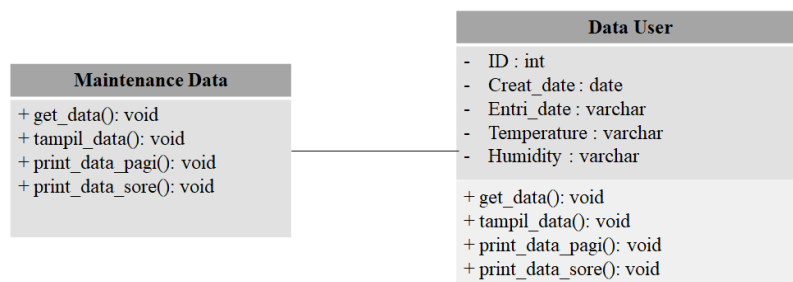 Maintenance Data
+ get_data(): void
+ tampil_data(): void
+ print_data_pagi(): void
+ print_data_sore(): void
Data User
- ID : int
- Creat_date : date
- Entri_date : varchar
- Temperature : varchar
- Humidity : varchar
+ get_data(): void
+ tampil_data(): void
+ print_data_pagi(): void
+ print_data_sore(): void